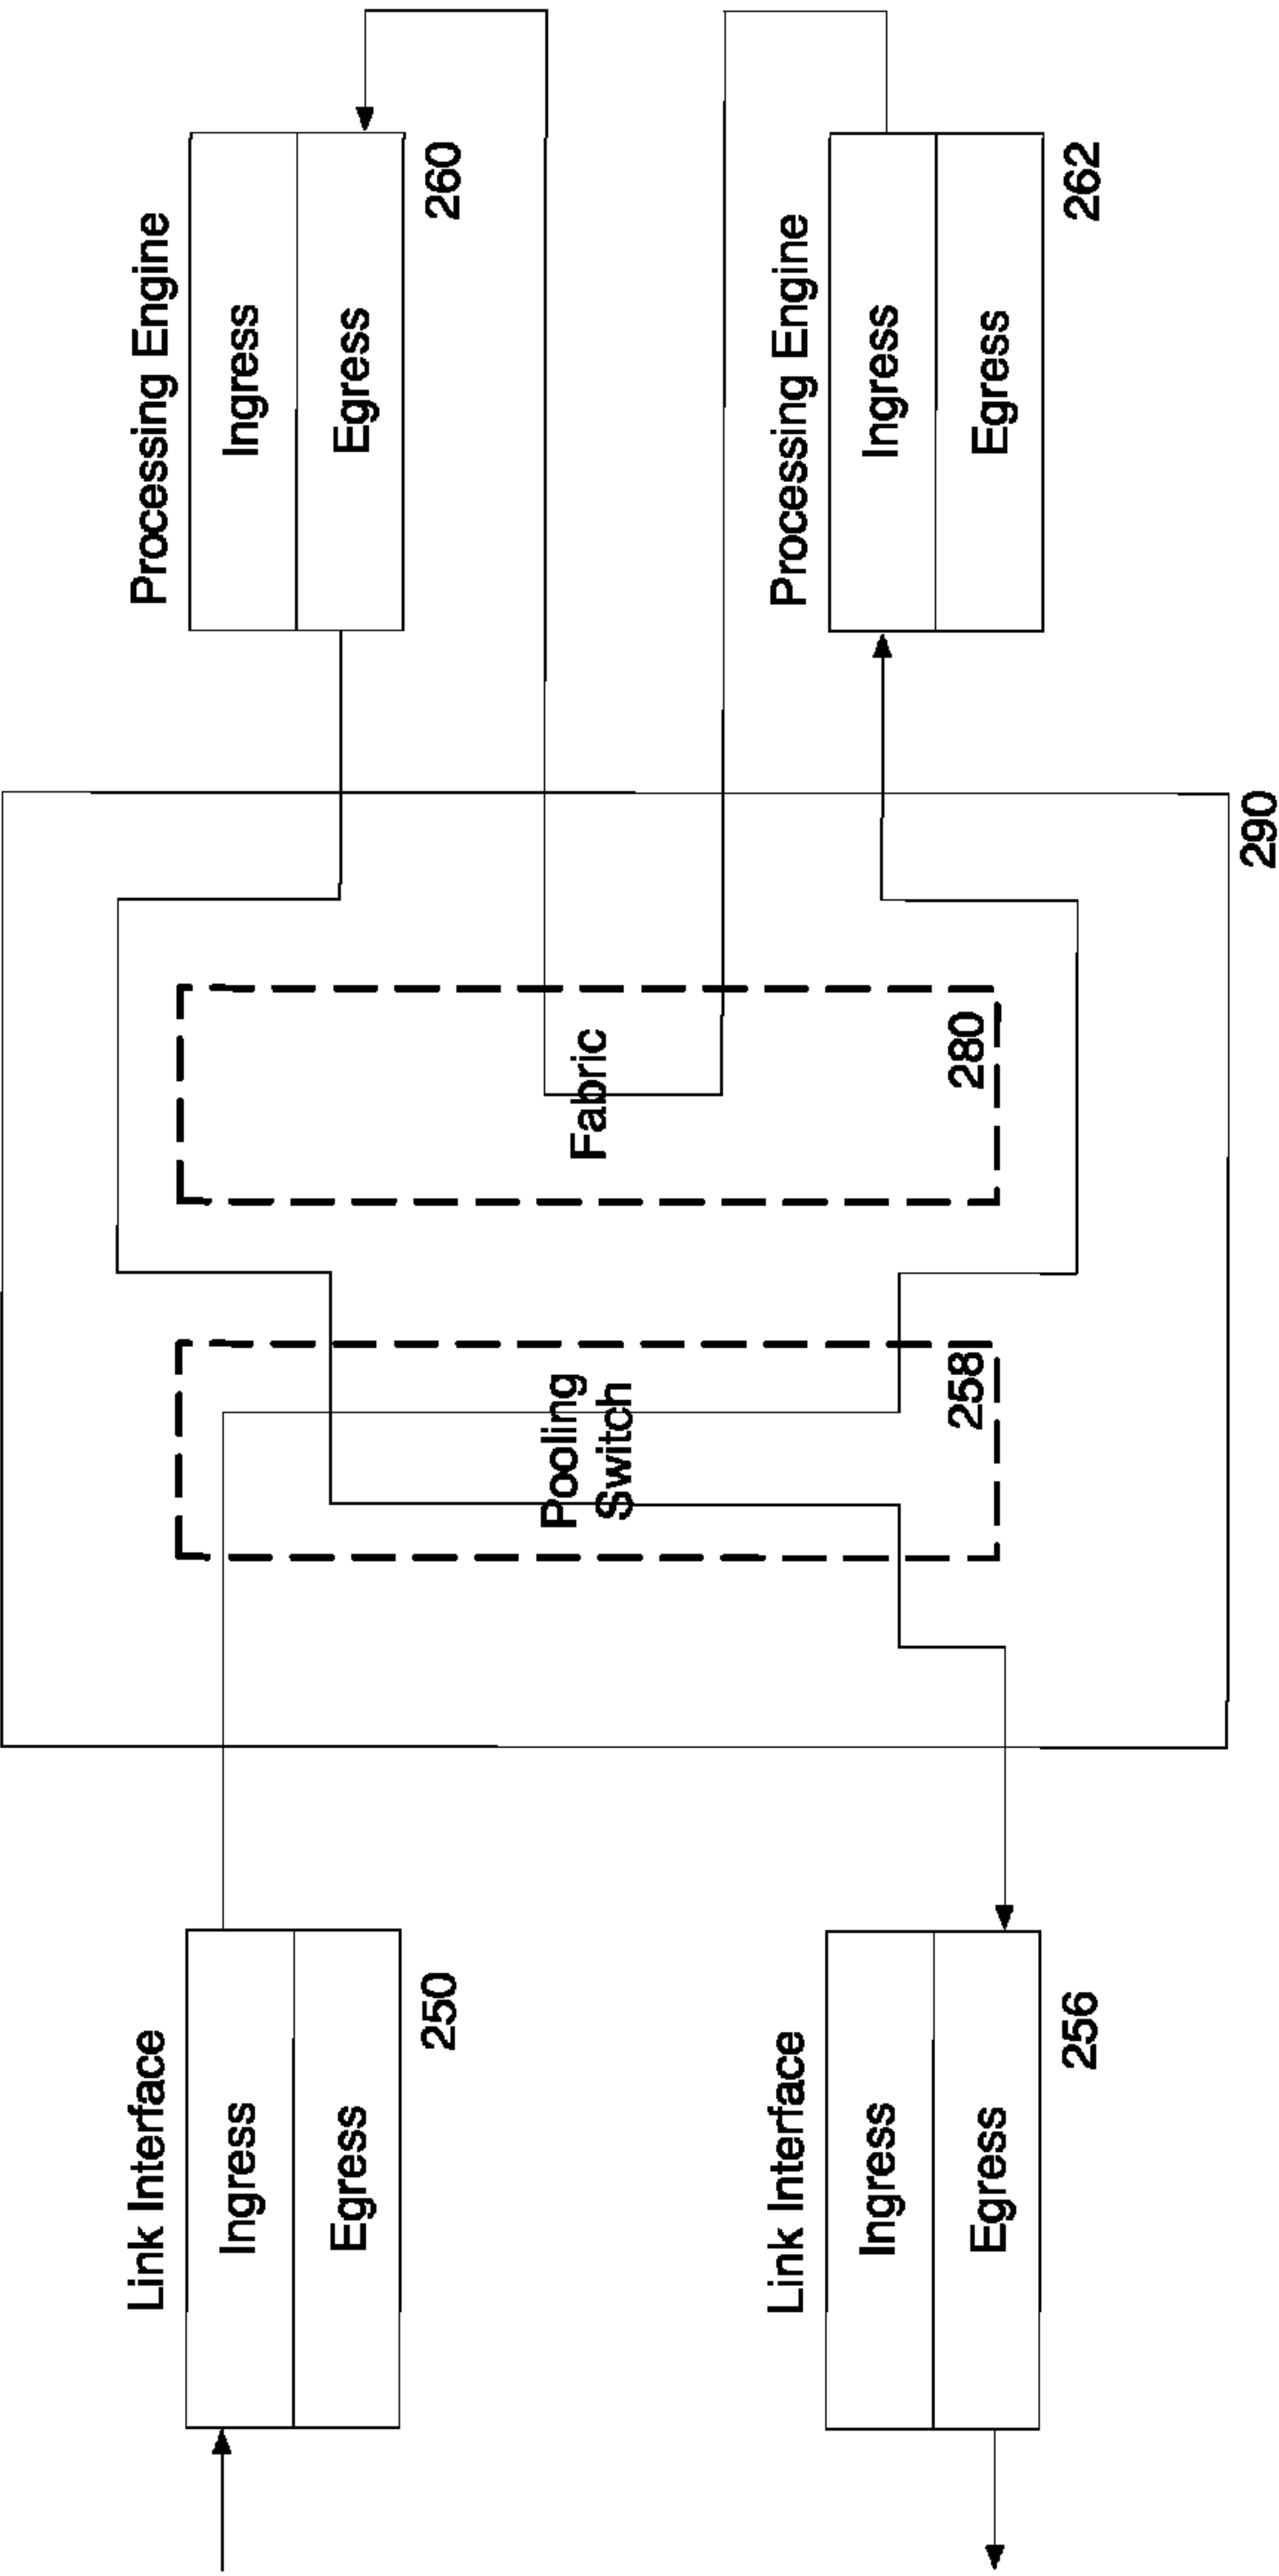 Link Interface
Ingress
Egress
250
Link Interface
Ingress
Egress
256
Pooling
Switch
258
Fabric
280
290
Processing Engine
Ingress
Egress
260
Processing Engine
Ingress
Egress
262